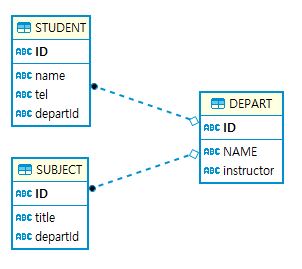 STUDENT
ABC ID
ABC name
ABC tel
ABC departId
DEPART
ABC ID
ABC NAME
ABC instructor
SUBJECT
ABC ID
ABC title
ABC departId